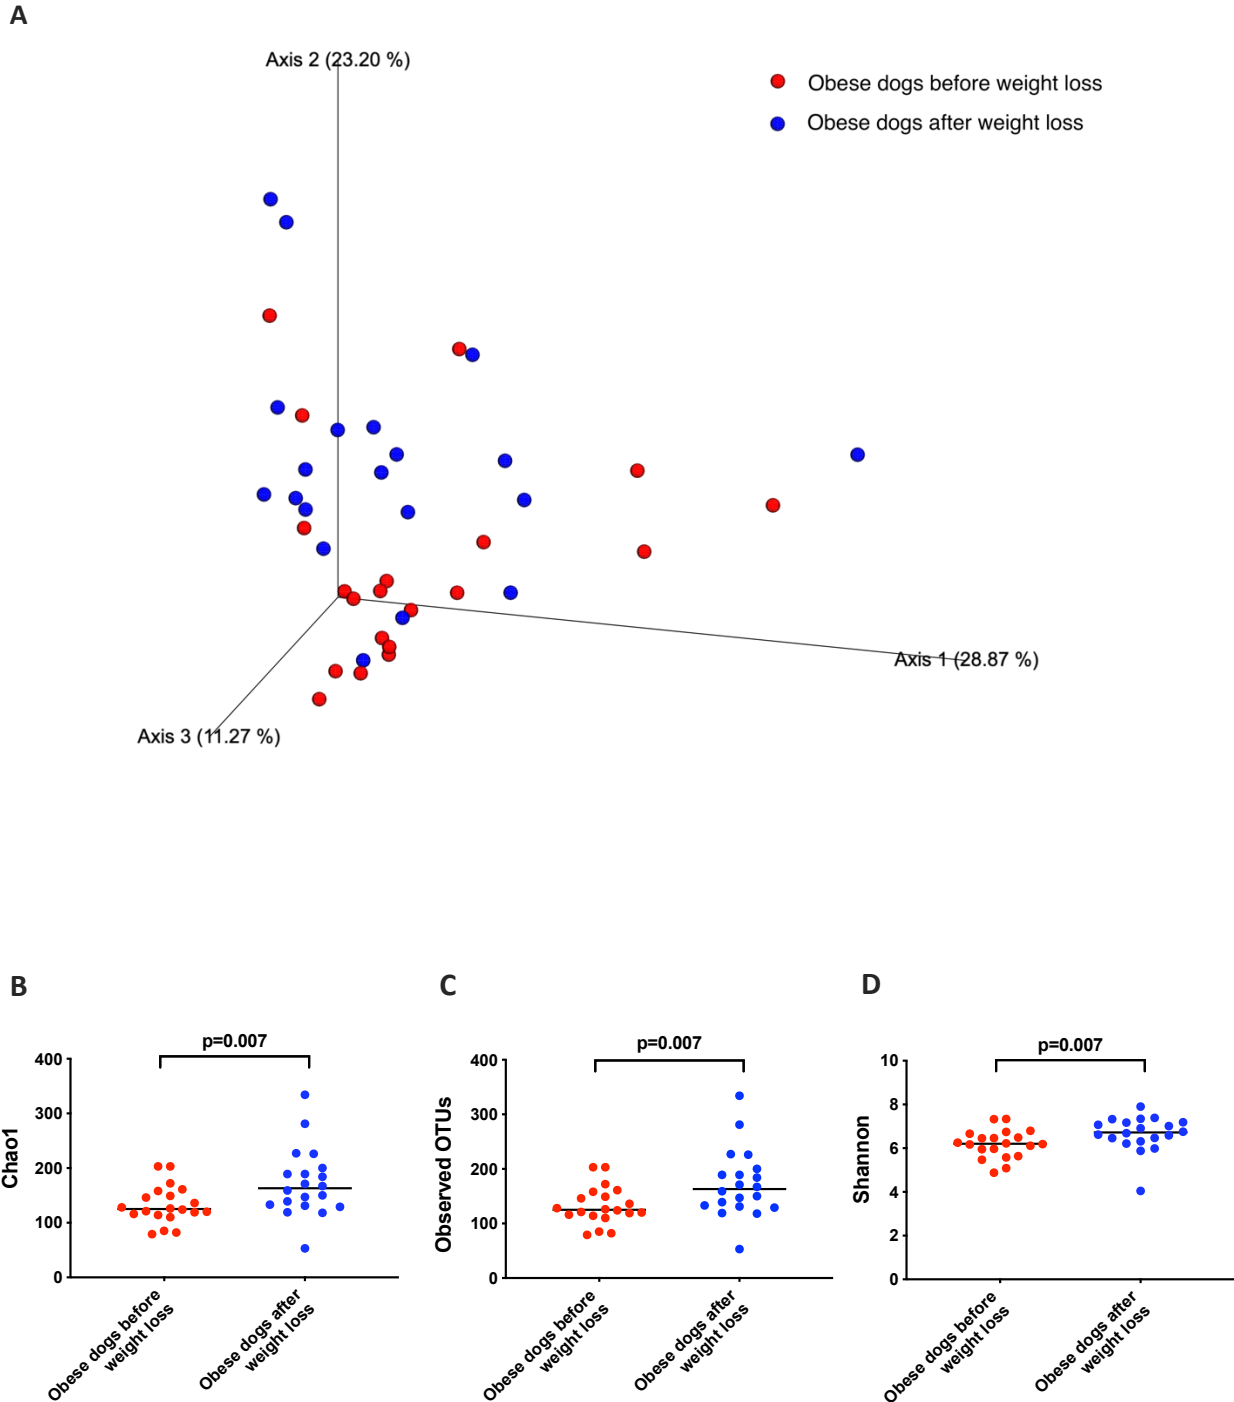 A
Axis 2 (23.20 %)
Obese dogs before weight loss
Obese dogs after weight loss
Axis 1 (28.87 %)
Axis 3 (11.27 %)
B
p=0.007
400
300
200
100
0
Chao1
Obese dogs before
weight loss
Obese dogs after
weight loss
C
p=0.007
400
300
200
100
0
Observed OTUs
Obese dogs before
weight loss
Obese dogs after
weight loss
D
p=0.007
10
8
6
4
2
0
Shannon
Obese dogs before
weight loss
Obese dogs after
weight loss